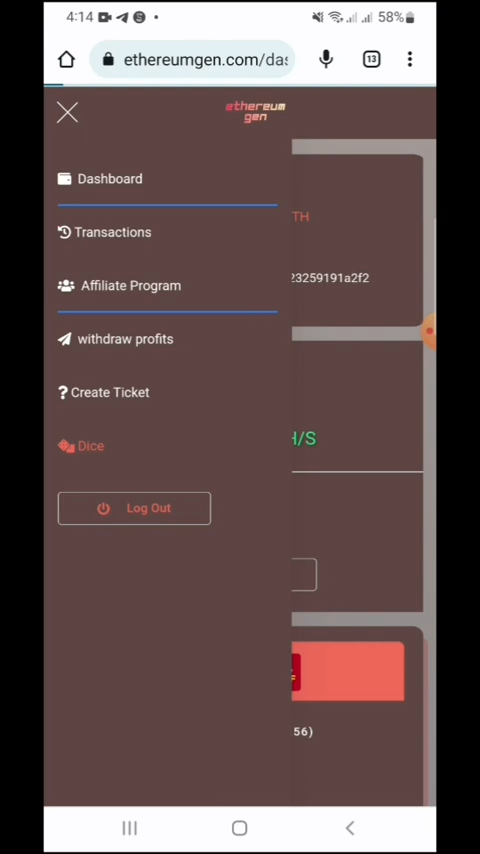 4:14
58%
ethereumgen.com/das
13
ethereum
gen
Dashboard
TH
Transactions
23259191a2f2
Affiliate Program
withdraw profits
Create Ticket
H/S
Dice
Log Out
56)